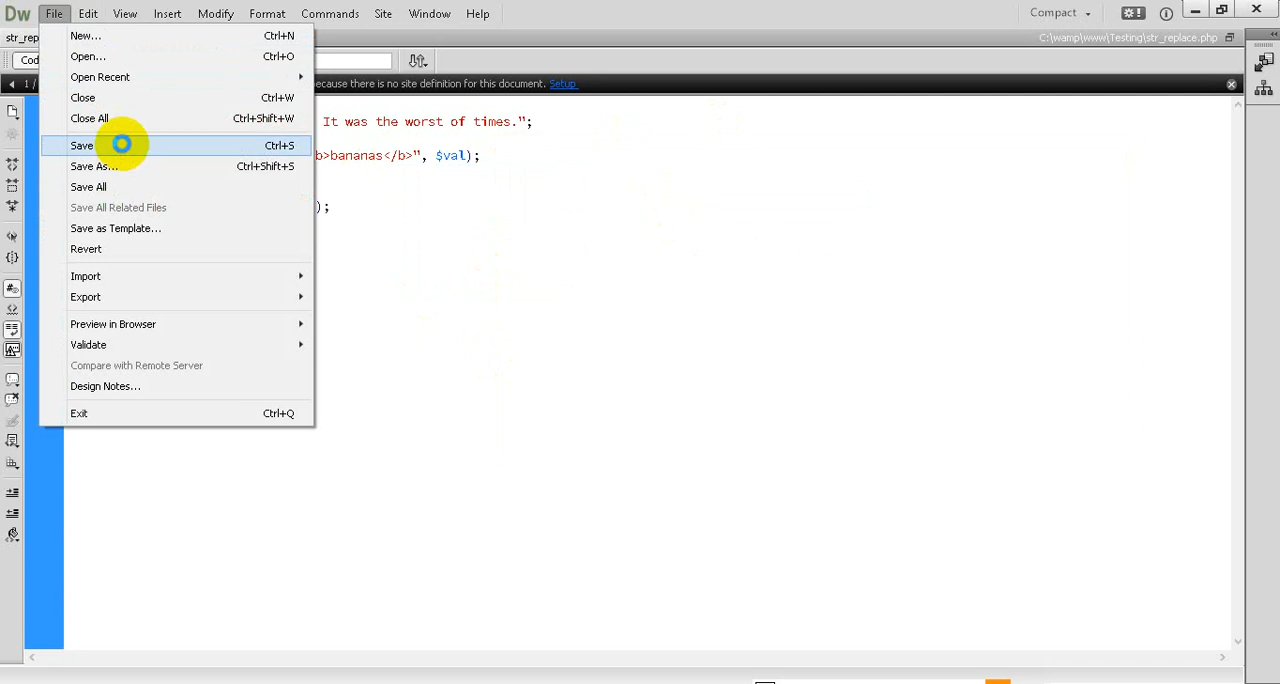 Dw File Edit View Insert Modify Format Commands Site Window Help Compact
str_rep C:\wamp\www\Testing\str_replace.php
New... Ctrl+N
Open... Ctrl+O
Cod
Open Recent
1 / because there is no site definition for this document. Setup
Close Ctrl+W
Close All Ctrl+Shift+W
It was the worst of times.";
Save Ctrl+S
b>bananas</b>", $val);
Save As... Ctrl+Shift+S
Save All
Save All Related Files
);
Save as Template...
Revert
Import
Export
Preview in Browser
Validate
Compare with Remote Server
Design Notes...
Exit Ctrl+Q